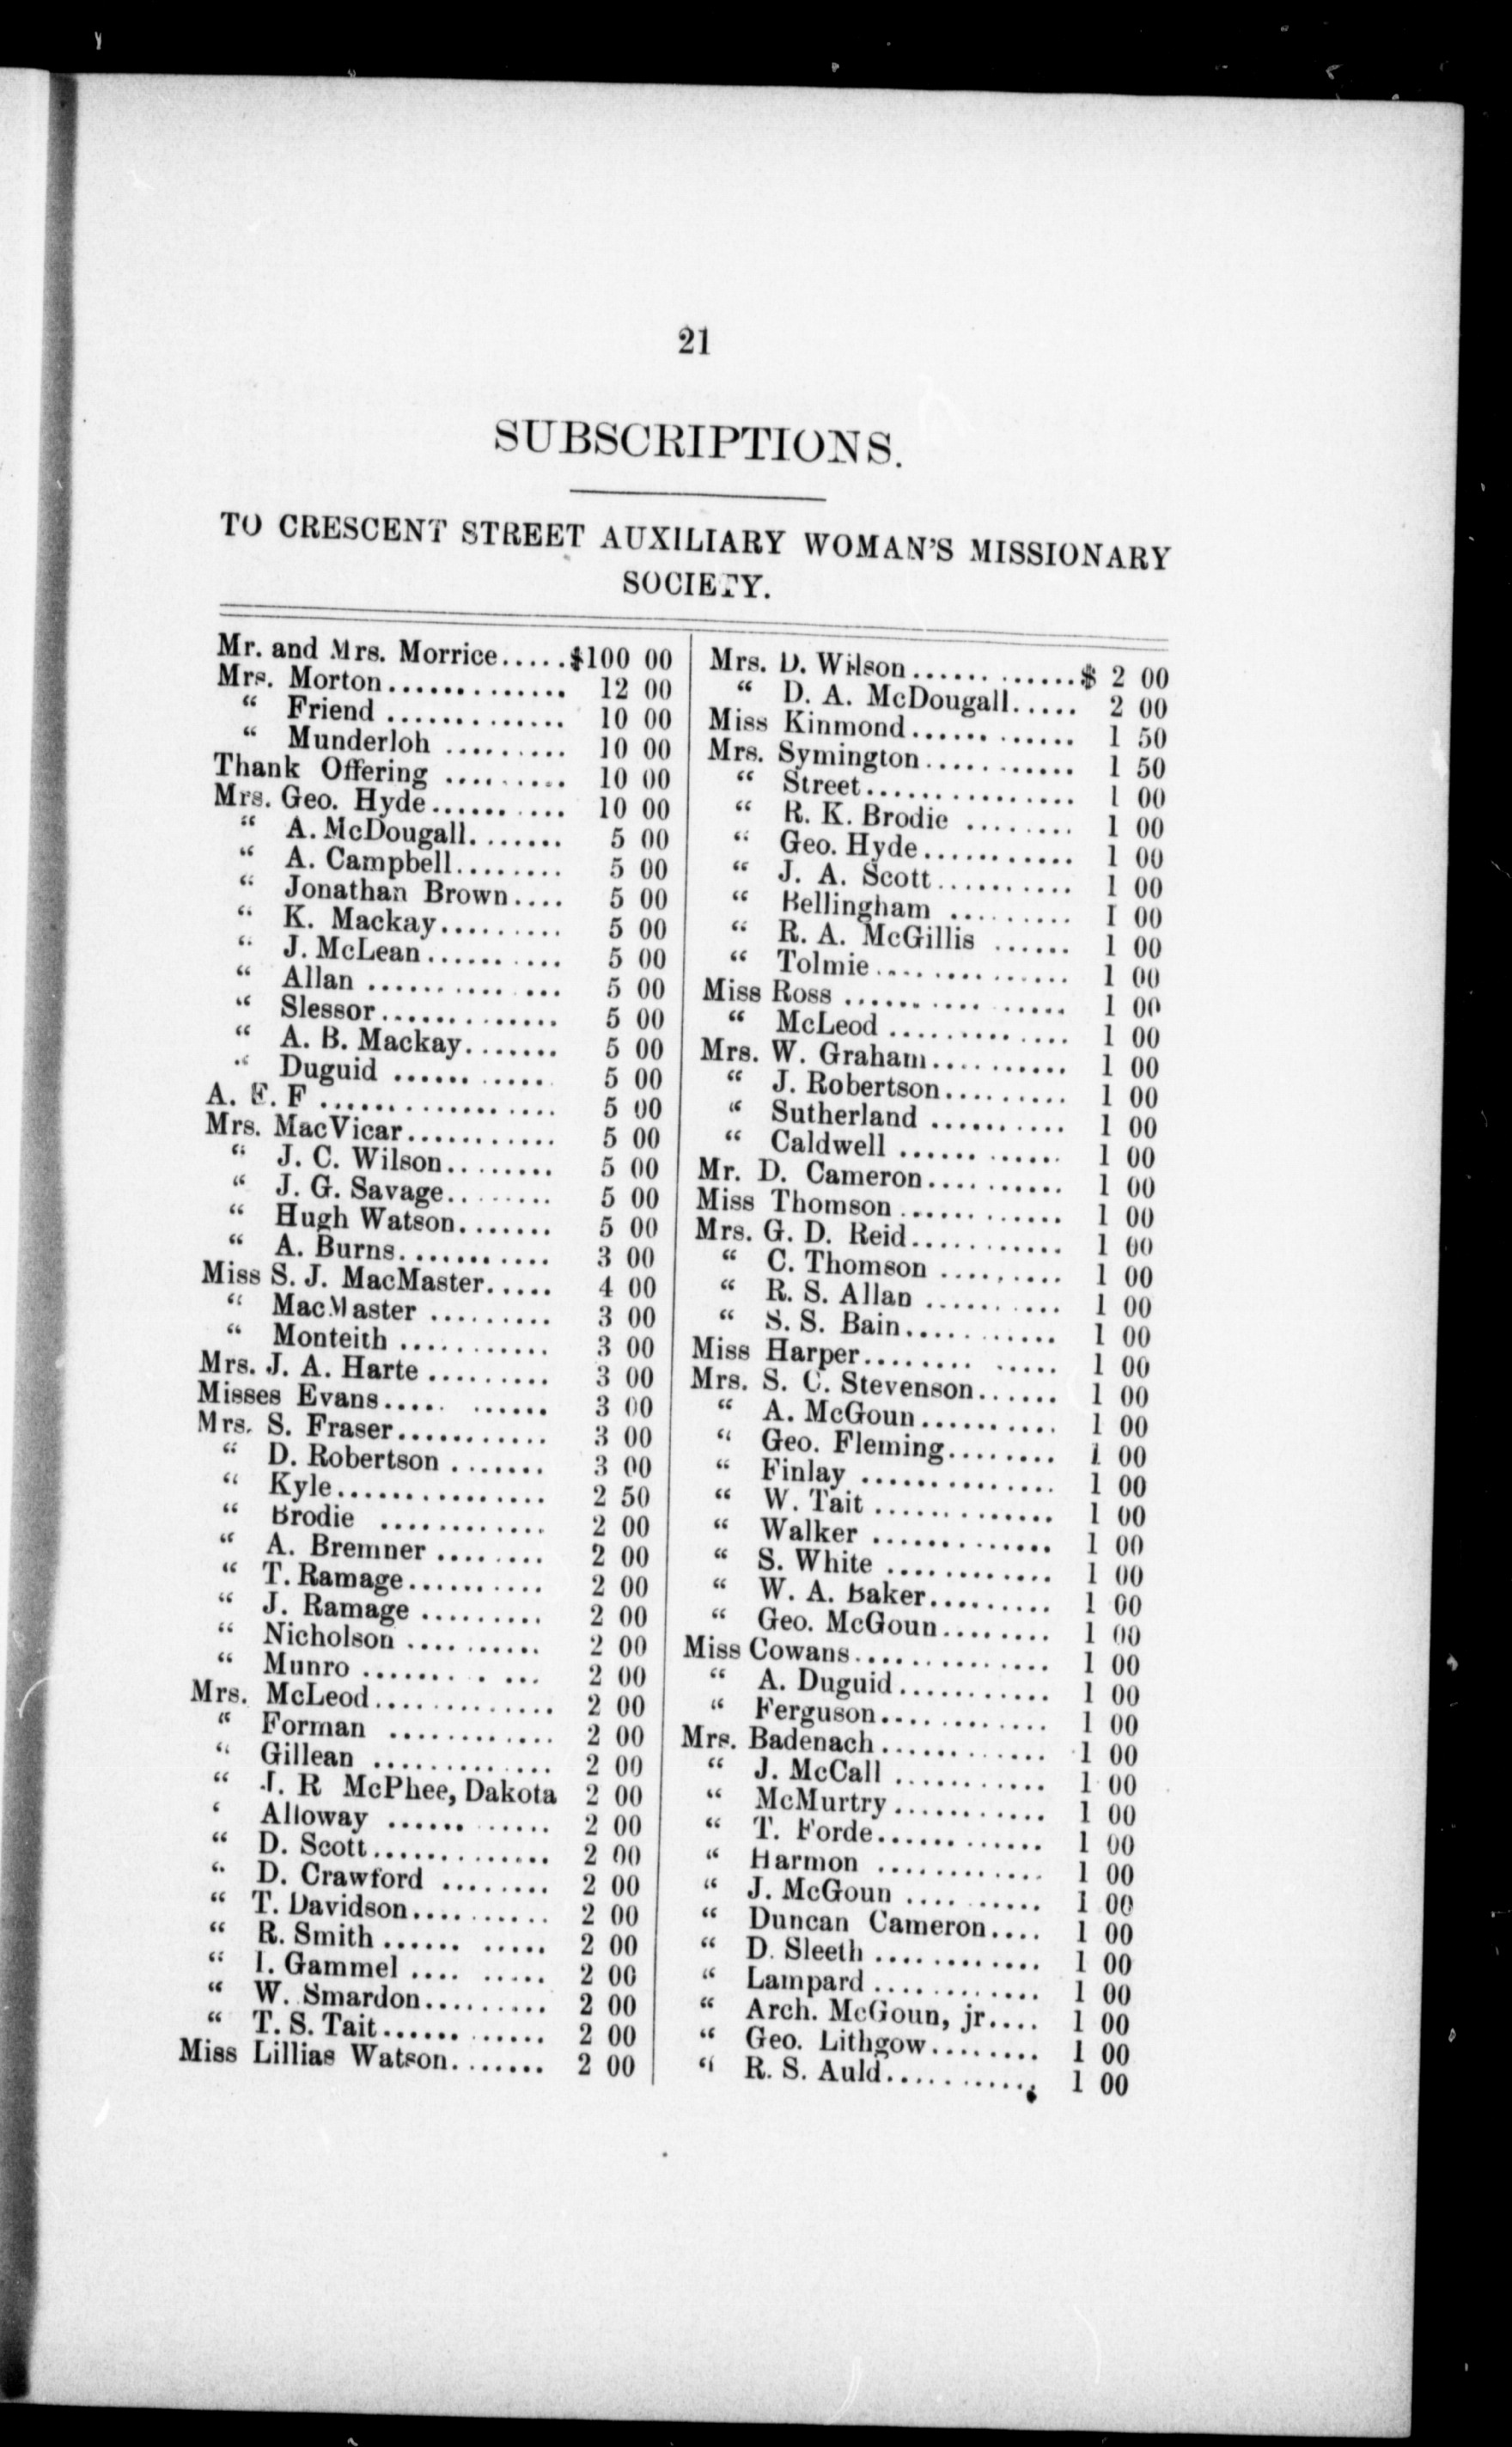 21
SUBSCRIPTIONS.
TO CRESCENT STREET AUXILIARY WOMAN'S MISSIONARY
SOCIETY.
Mr. and Mrs. Morrice.....$100 00
Mrs. Morton............. 12 00
“ Friend ............. 10 00
“ Munderloh ......... 10 00
Thank Offering ......... 10 00
Mrs. Geo. Hyde.......... 10 00
“ A. McDougall....... 5 00
“ A. Campbell........ 5 00
“ Jonathan Brown.... 5 00
“ K. Mackay......... 5 00
“ J. McLean.......... 5 00
“ Allan ............. 5 00
“ Slessor............. 5 00
“ A. B. Mackay....... 5 00
“ Duguid ........... 5 00
A. E. F ................. 5 00
Mrs. MacVicar........... 5 00
“ J. C. Wilson........ 5 00
“ J. G. Savage........ 5 00
“ Hugh Watson....... 5 00
“ A. Burns........... 3 00
Miss S. J. MacMaster..... 4 00
“ MacMaster ......... 3 00
“ Monteith ........... 3 00
Mrs. J. A. Harte ......... 3 00
Misses Evans..... ...... 3 00
Mrs. S. Fraser........... 3 00
“ D. Robertson ....... 3 00
“ Kyle............... 2 50
“ Brodie ............ 2 00
“ A. Bremner ........ 2 00
“ T. Ramage.......... 2 00
“ J. Ramage ......... 2 00
“ Nicholson .......... 2 00
“ Munro ....... . ... 2 00
Mrs. McLeod............. 2 00
“ Forman ............ 2 00
“ Gillean ............. 2 00
“ J. R McPhee, Dakota 2 00
‘ Alloway ........... 2 00
“ D. Scott............. 2 00
“ D. Crawford ........ 2 00
“ T. Davidson.......... 2 00
“ R. Smith ...... ..... 2 00
“ I. Gammel .... ..... 2 00
“ W. Smardon......... 2 00
“ T. S. Tait............ 2 00
Miss Lillias Watson....... 2 00
Mrs. D. Wilson............$ 2 00
“ D. A. McDougall..... 2 00
Miss Kinmond............ 1 50
Mrs. Symington........... 1 50
“ Street............... 1 00
“ R. K. Brodie ........ 1 00
“ Geo. Hyde........... 1 00
“ J. A. Scott.......... 1 00
“ Bellingham ......... 1 00
“ R. A. McGillis ...... 1 00
“ Tolmie.............. 1 00
Miss Ross ................ 1 00
“ McLeod ............. 1 00
Mrs. W. Graham.......... 1 00
“ J. Robertson......... 1 00
“ Sutherland .......... 1 00
“ Caldwell ............ 1 00
Mr. D. Cameron.......... 1 00
Miss Thomson............ 1 00
Mrs. G. D. Reid........... 1 00
“ C. Thomson ......... 1 00
“ R. S. Allan .......... 1 00
“ S. S. Bain........... 1 00
Miss Harper........ ..... 1 00
Mrs. S. C. Stevenson...... 1 00
“ A. McGoun.......... 1 00
“ Geo. Fleming........ 1 00
“ Finlay .............. 1 00
“ W. Tait ............. 1 00
“ Walker ............. 1 00
“ S. White ............ 1 00
“ W. A. Baker......... 1 00
“ Geo. McGoun........ 1 00
Miss Cowans.............. 1 00
“ A. Duguid........... 1 00
“ Ferguson............ 1 00
Mrs. Badenach............ 1 00
“ J. McCall ........... 1 00
“ McMurtry........... 1 00
“ T. Forde............ 1 00
“ Harmon ............ 1 00
“ J. McGoun .......... 1 00
“ Duncan Cameron.... 1 00
“ D. Sleeth ............ 1 00
“ Lampard ............ 1 00
“ Arch. McGoun, jr.... 1 00
“ Geo. Lithgow........ 1 00
“ R. S. Auld........... 1 00